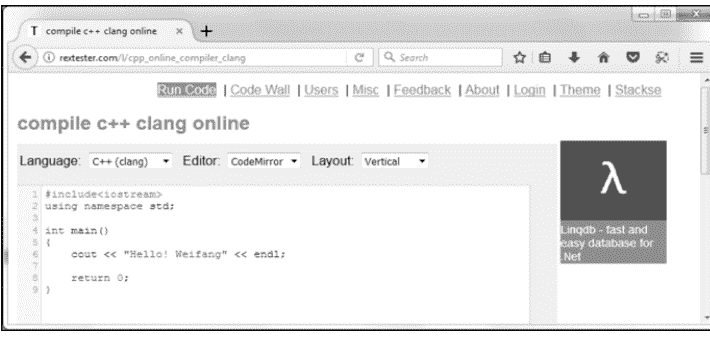 T compile c++ clang online × +
rextester.com/l/cpp_online_compiler_clang
Search
Run Code | Code Wall | Users | Misc | Feedback | About | Login | Theme | Stackse
compile c++ clang online
Language: C++ (clang) Editor: CodeMirror Layout: Vertical
1 #include<iostream>
2 using namespace std;
3
4 int main()
5 {
6 cout << "Hello! Weifang" << endl;
7
8 return 0;
9 }
λ
Linqdb - fast and
easy database for
.Net